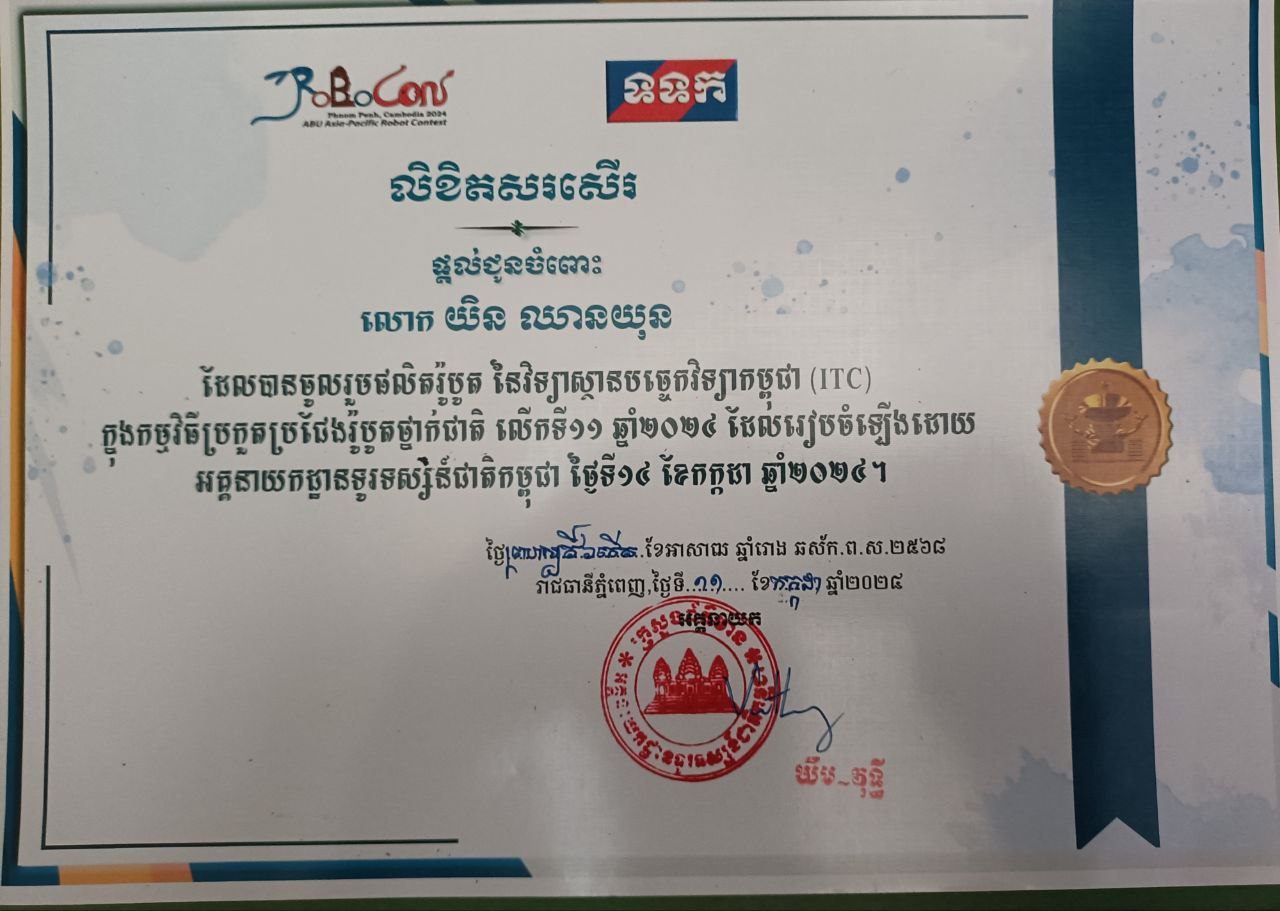 ROBOCON
Phnom Penh, Cambodia 2024
ABU Asia-Pacific Robot Contest
ទទក
លិខិតសរសើរ
ផ្តល់ជូនចំពោះ
លោក យិន ឈានយុន
ដែលបានចូលរួមផលិតរ៉ូបូត នៃវិទ្យាស្ថានបច្ចេកវិទ្យាកម្ពុជា (ITC)
ក្នុងកម្មវិធីប្រកួតប្រជែងរ៉ូបូតថ្នាក់ជាតិ លើកទី១១ ឆ្នាំ២០២៤ ដែលរៀបចំឡើងដោយ
អគ្គនាយកដ្ឋានទូរទស្សន៍ជាតិកម្ពុជា ថ្ងៃទី១៤ ខែកក្កដា ឆ្នាំ២០២៤។
ថ្ងៃព្រហស្បតិ៍ ៦កើត ខែអាសាឍ ឆ្នាំរោង ឆស័ក.ព.ស.២៥៦៨
រាជធានីភ្នំពេញ,ថ្ងៃទី..១១.... ខែកក្កដា ឆ្នាំ២០២៤
អគ្គនាយក